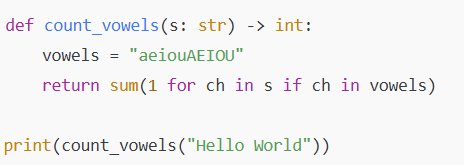 def count_vowels(s: str) -> int:
    vowels = "aeiouAEIOU"
    return sum(1 for ch in s if ch in vowels)

print(count_vowels("Hello World"))